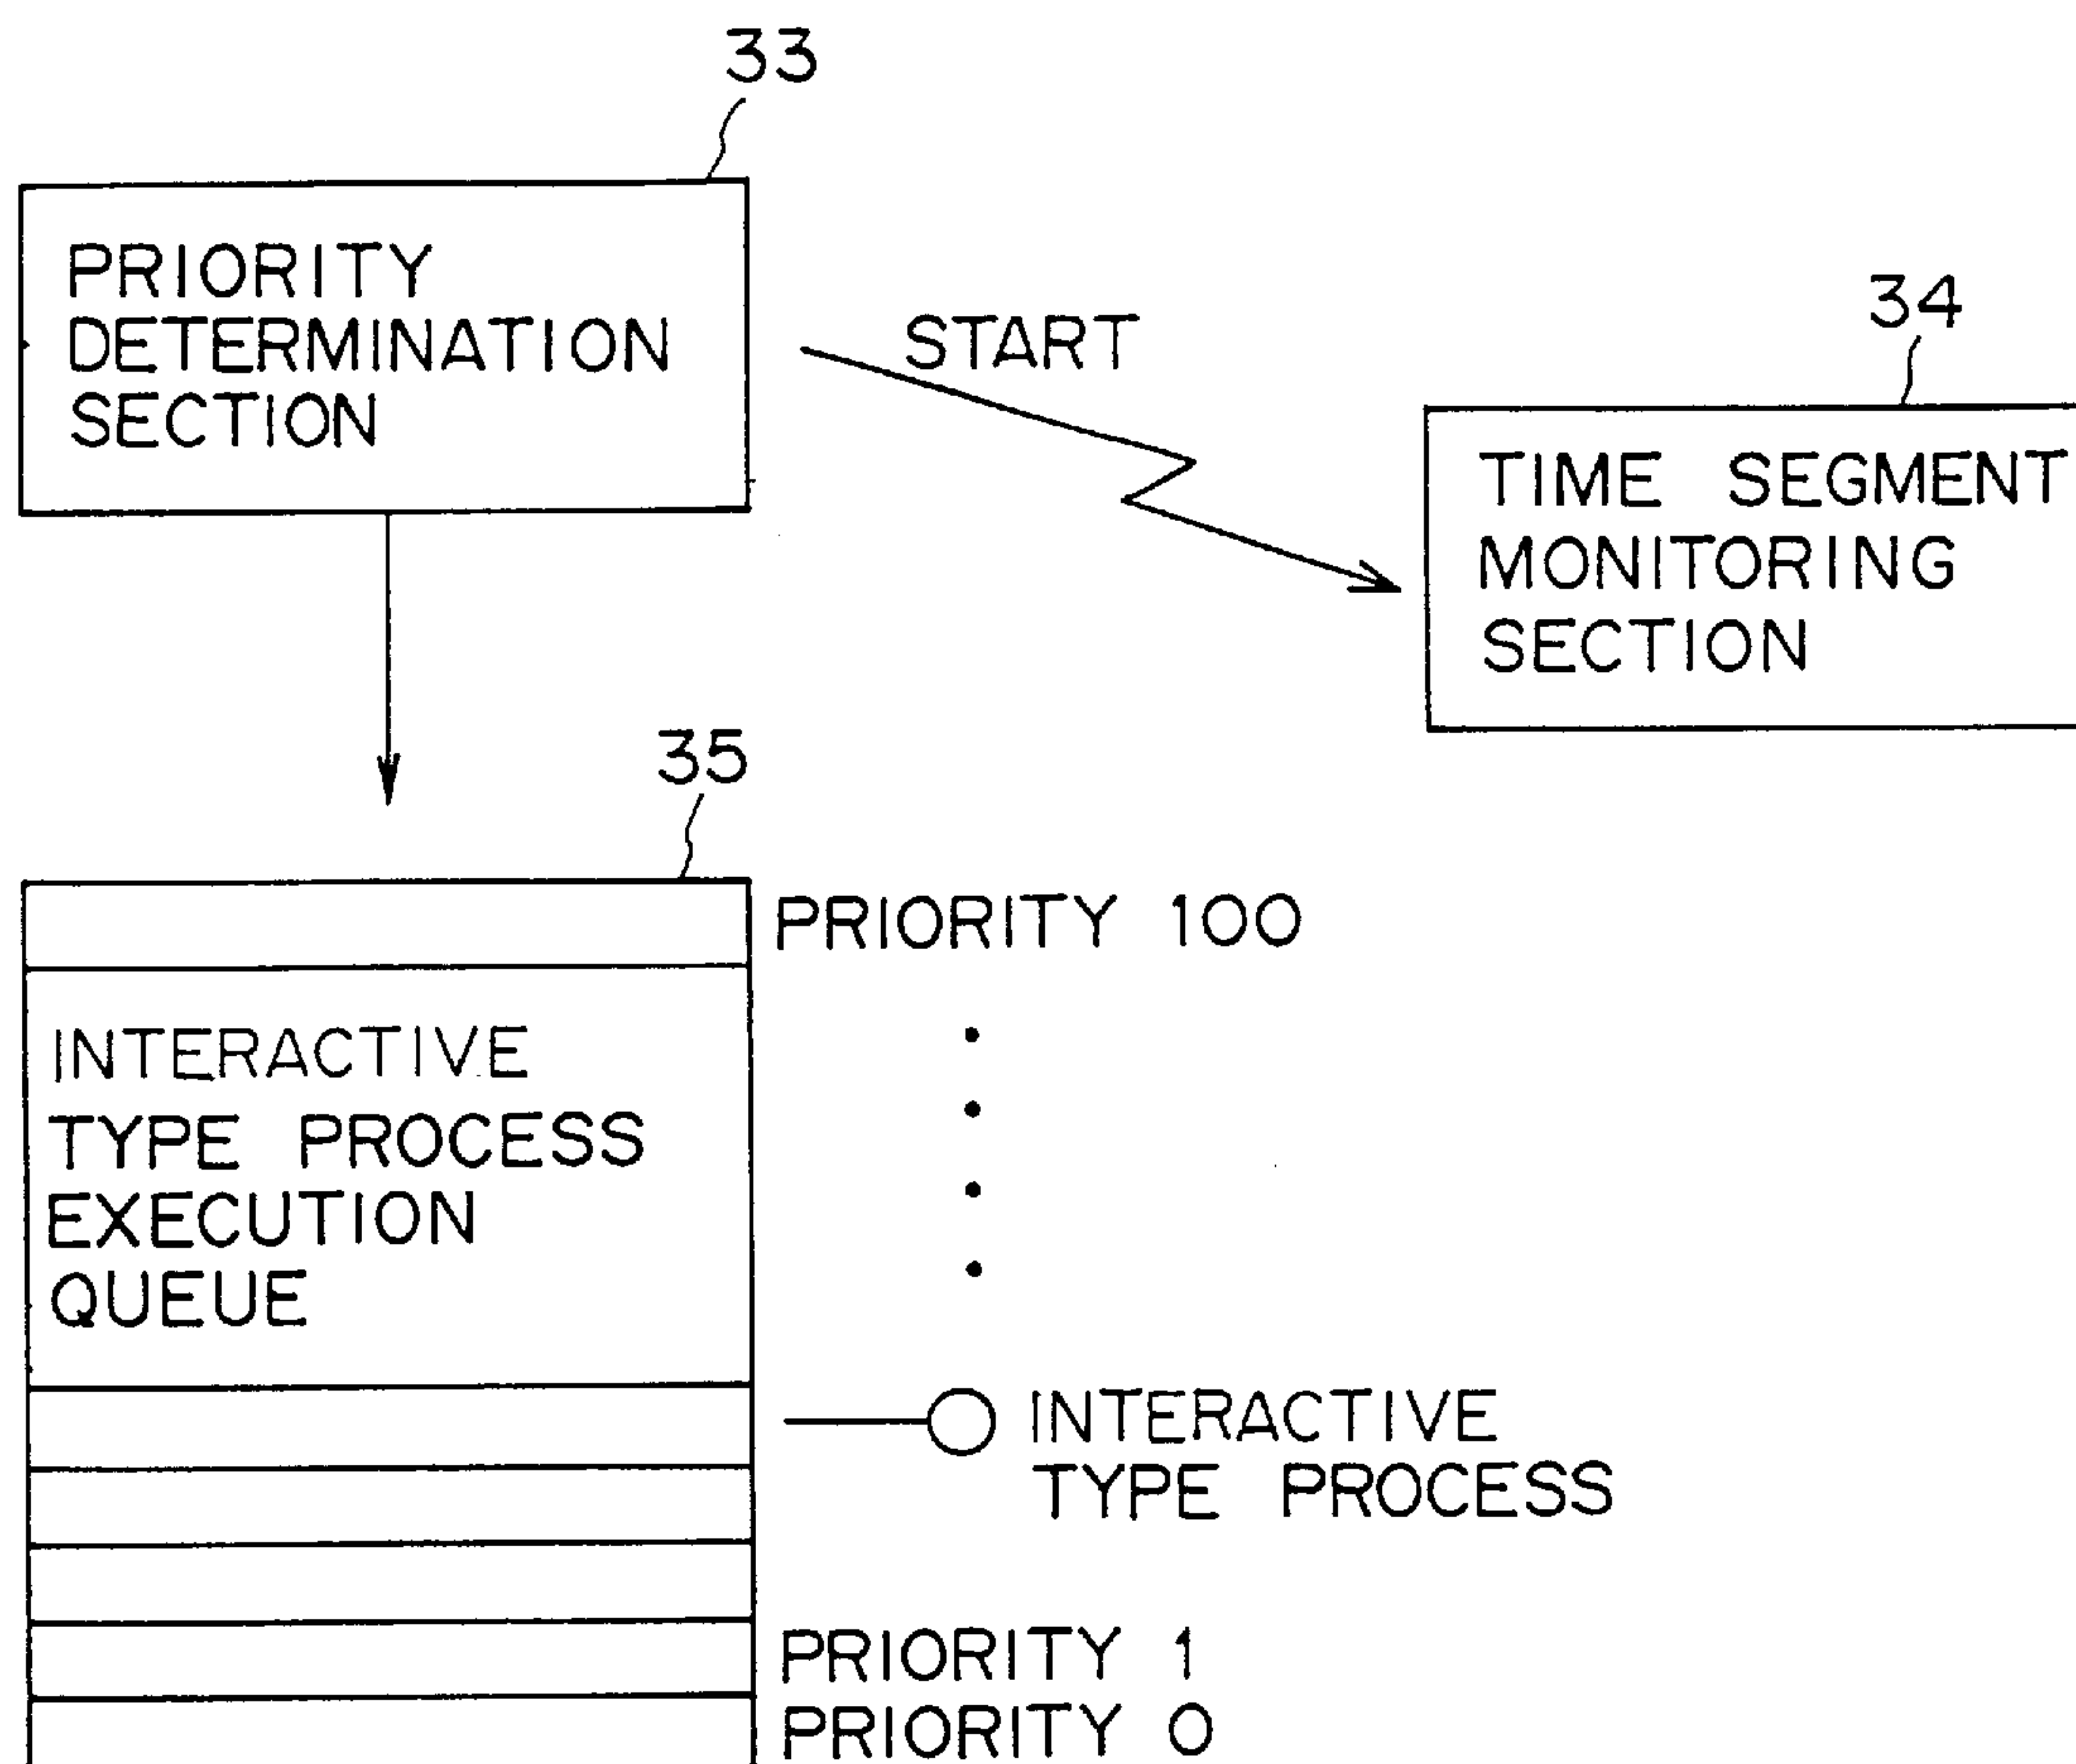 33
PRIORITY
DETERMINATION
SECTION
START
34
TIME SEGMENT
MONITORING
SECTION
35
PRIORITY 100
INTERACTIVE
TYPE PROCESS
EXECUTION
QUEUE
INTERACTIVE
TYPE PROCESS
PRIORITY 1
PRIORITY 0